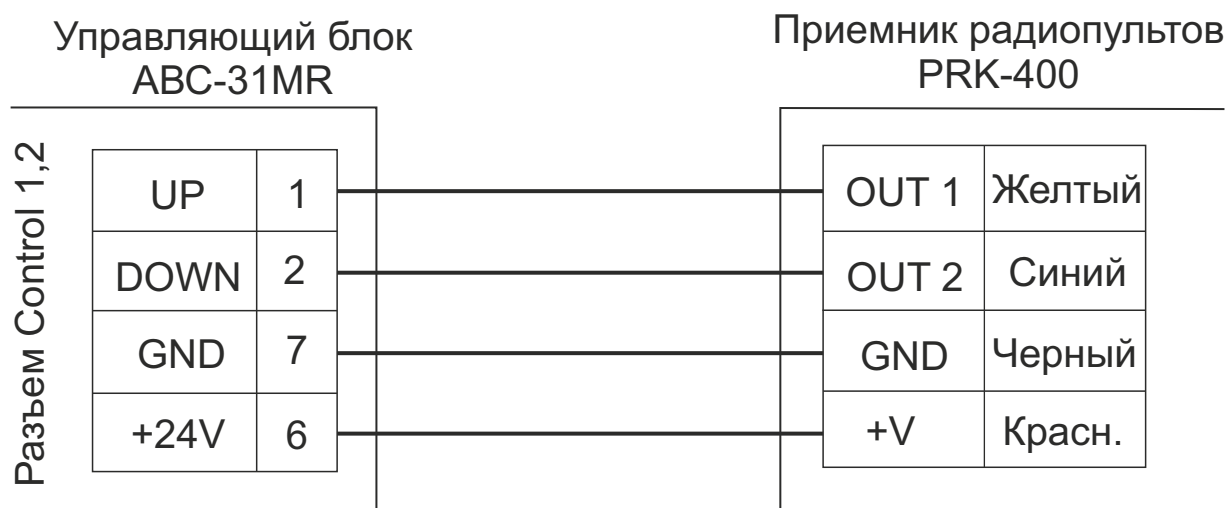 Управляющий блок
ABC-31MR
Приемник радиопультов
PRK-400
Разъем Control 1,2
UP 1
DOWN 2
GND 7
+24V 6
OUT 1 Желтый
OUT 2 Синий
GND Черный
+V Красн.